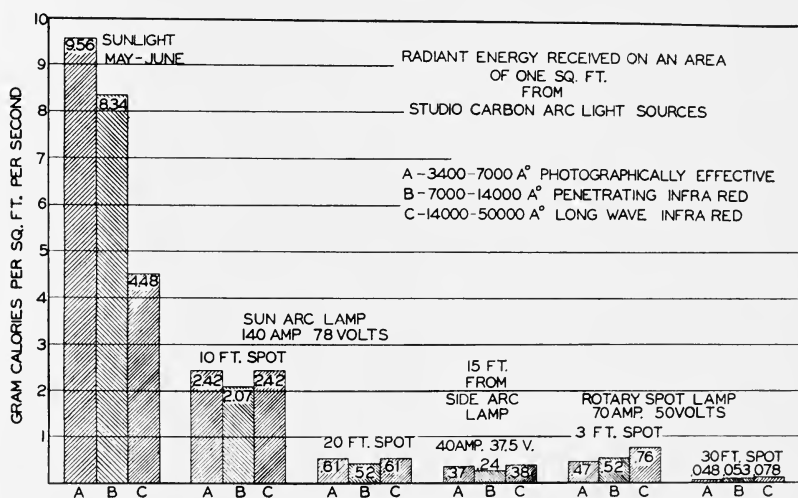 10
9
8
7
6
5
4
3
2
1
GRAM CALORIES PER SQ. FT. PER SECOND
SUNLIGHT
MAY-JUNE
9.56
8.34
4.48
RADIANT ENERGY RECEIVED ON AN AREA
OF ONE SQ. FT.
FROM
STUDIO CARBON ARC LIGHT SOURCES
A-3400-7000 A° PHOTOGRAPHICALLY EFFECTIVE
B-7000-14000 A° PENETRATING INFRA RED
C-14000-50000 A° LONG WAVE INFRA RED
SUN ARC LAMP
140 AMP 78 VOLTS
10 FT. SPOT
2.42
2.07
2.42
20 FT. SPOT
.61
.52
.61
15 FT.
FROM
SIDE ARC
LAMP
40 AMP. 37.5 V.
.37
.24
.38
ROTARY SPOT LAMP
70 AMP. 50 VOLTS
3 FT. SPOT
.47
.52
.76
30 FT. SPOT
.048 .053 .078
A B C A B C A B C A B C A B C A B C